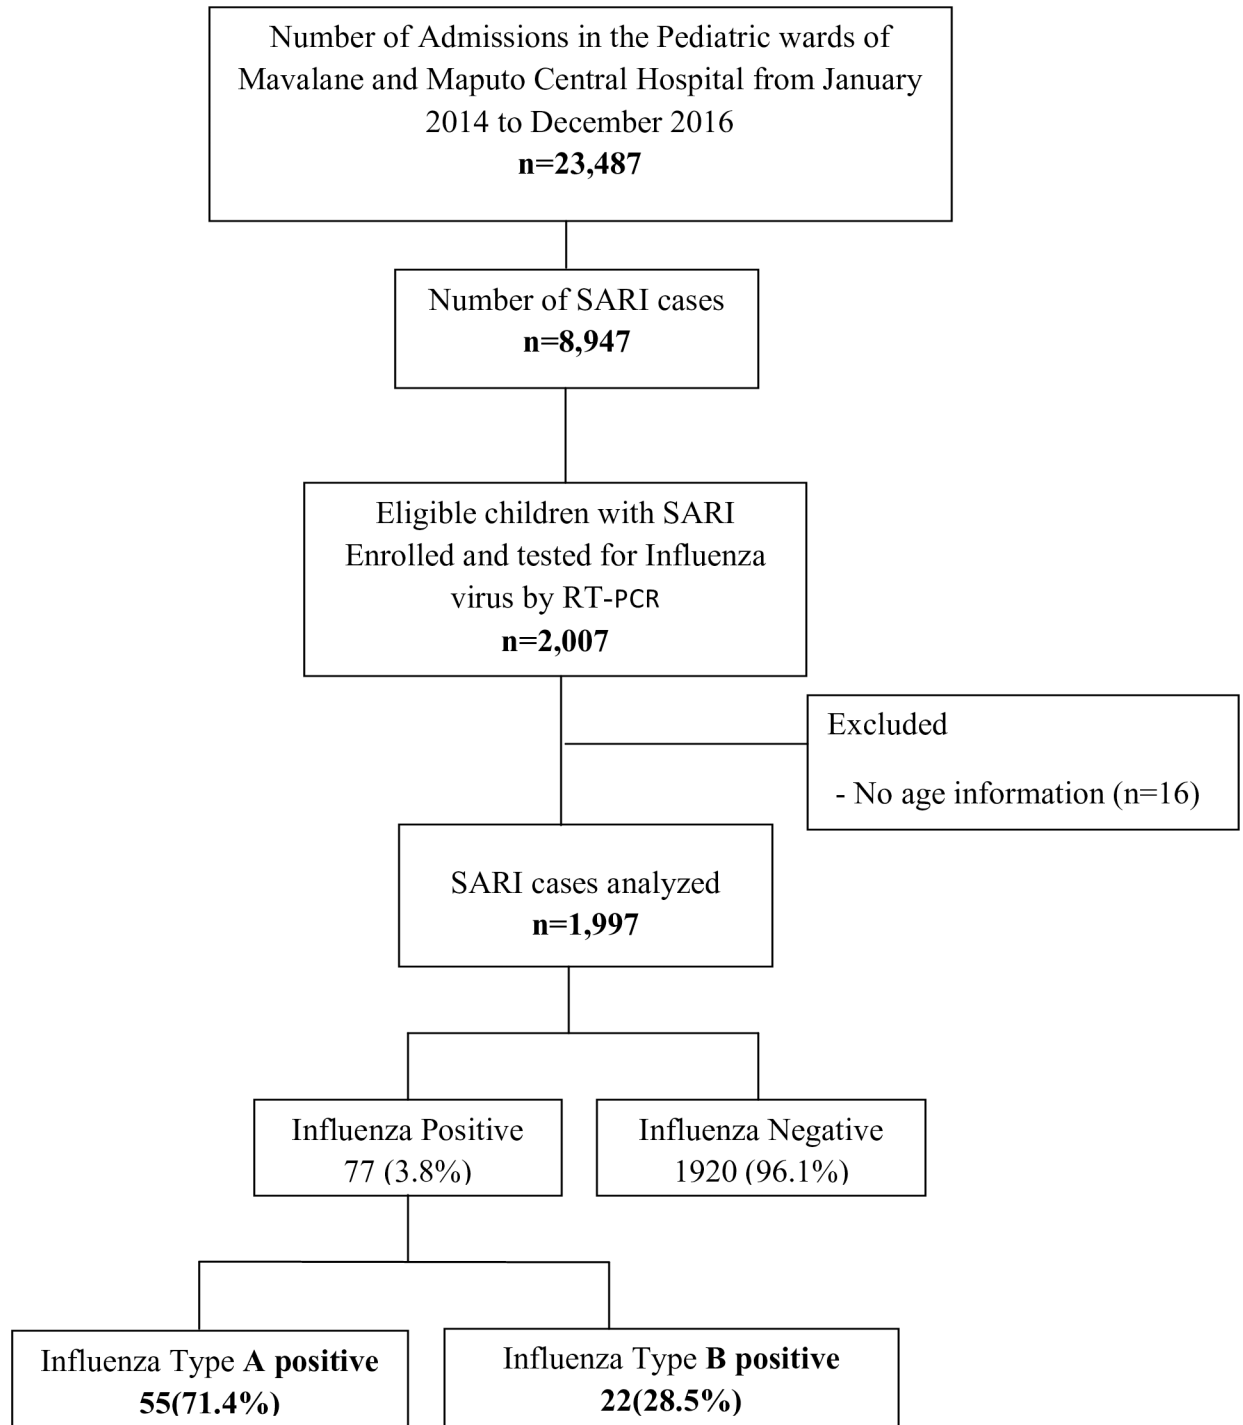 Number of Admissions in the Pediatric wards of
Mavalane and Maputo Central Hospital from January
2014 to December 2016
n=23,487
Number of SARI cases
n=8,947
Eligible children with SARI
Enrolled and tested for Influenza
virus by RT-PCR
n=2,007
Excluded
- No age information (n=16)
SARI cases analyzed
n=1,997
Influenza Positive
77 (3.8%)
Influenza Negative
1920 (96.1%)
Influenza Type A positive
55(71.4%)
Influenza Type B positive
22(28.5%)